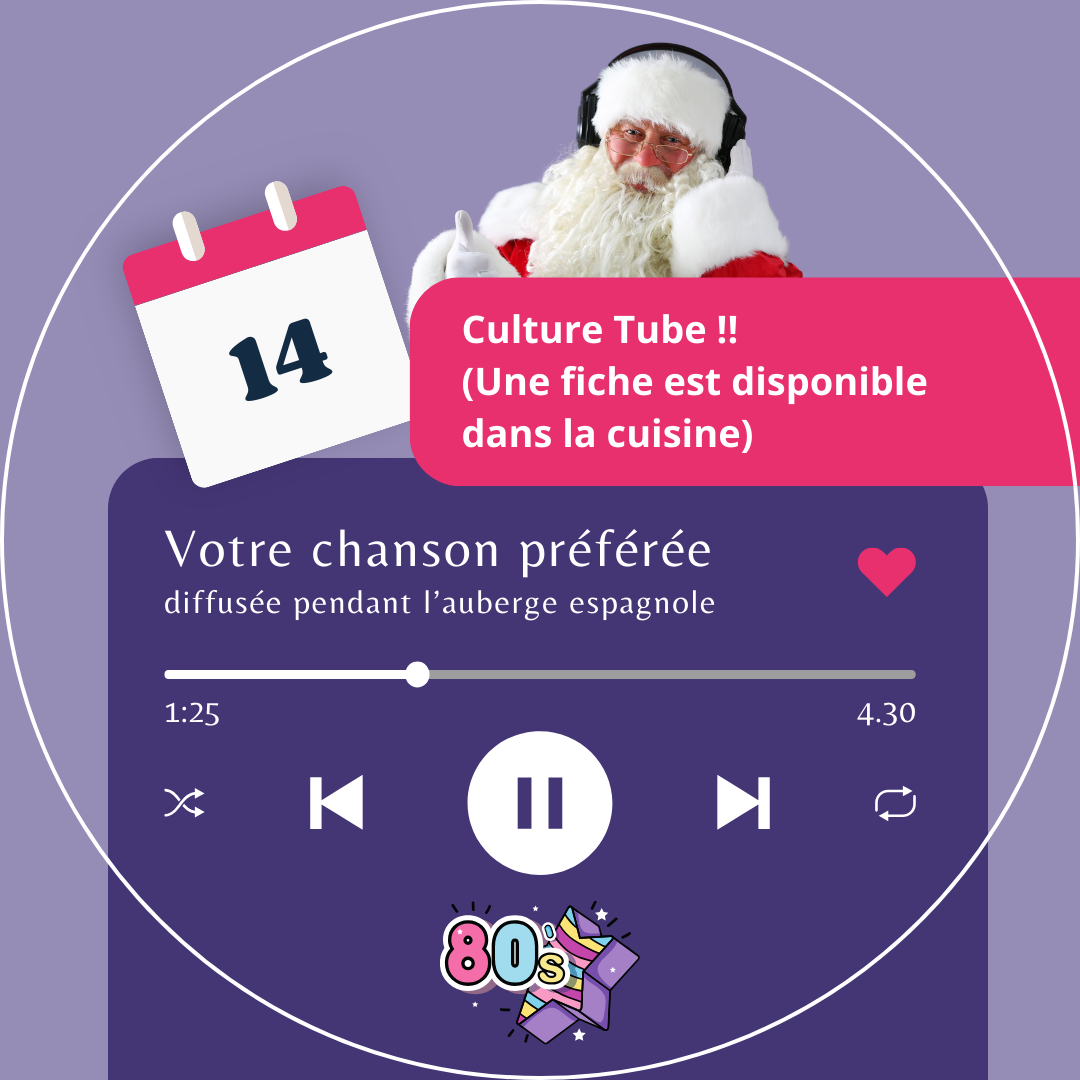 14
Culture Tube !!
(Une fiche est disponible
dans la cuisine)
Votre chanson préférée
diffusée pendant l'auberge espagnole
1:25
4.30
80's